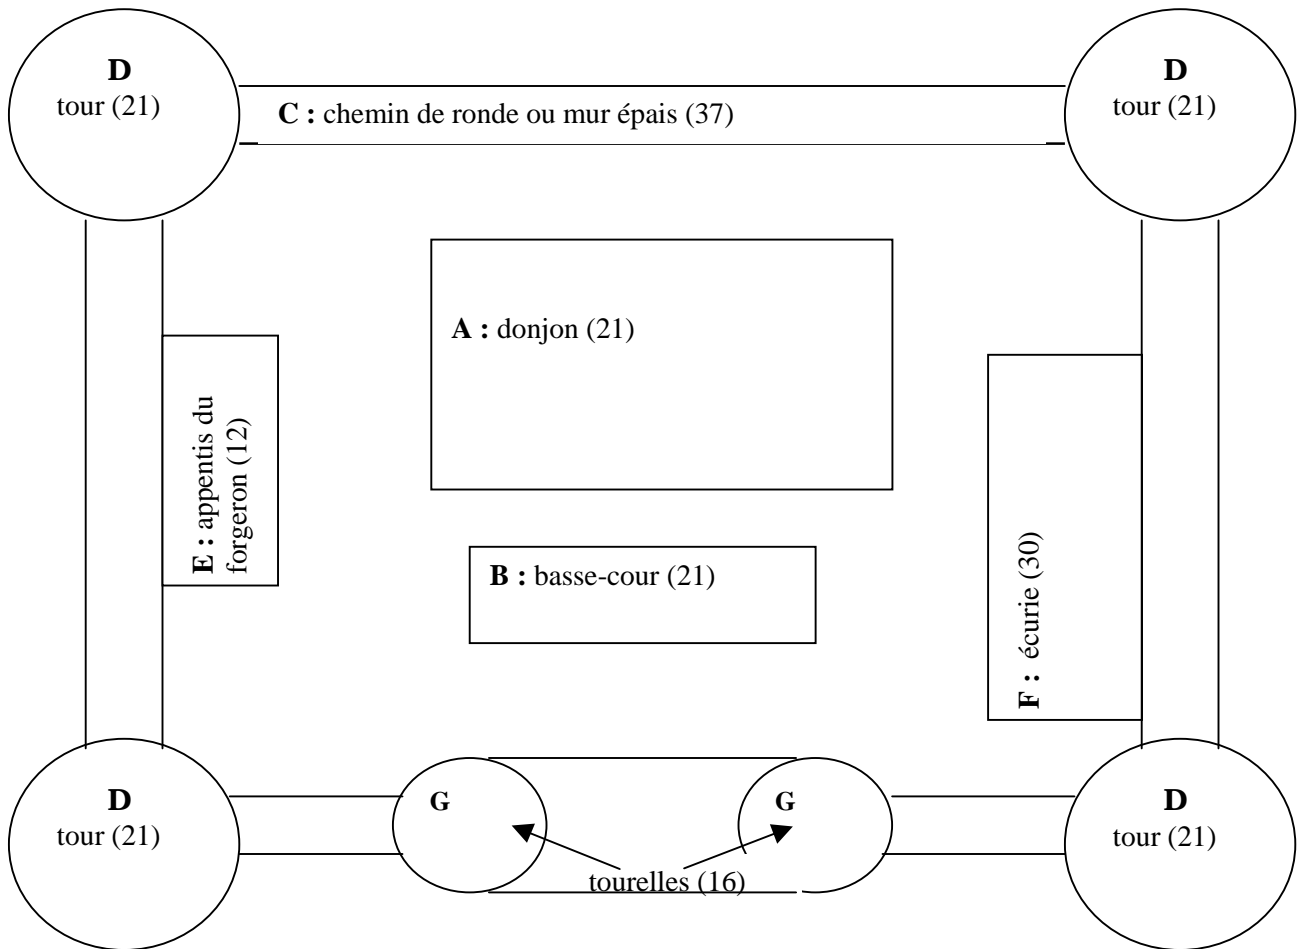 D
tour (21)
D
tour (21)
C : chemin de ronde ou mur épais (37)
A : donjon (21)
E : appentis du
forgeron (12)
B : basse-cour (21)
F : écurie (30)
D
tour (21)
G
G
D
tour (21)
tourelles (16)